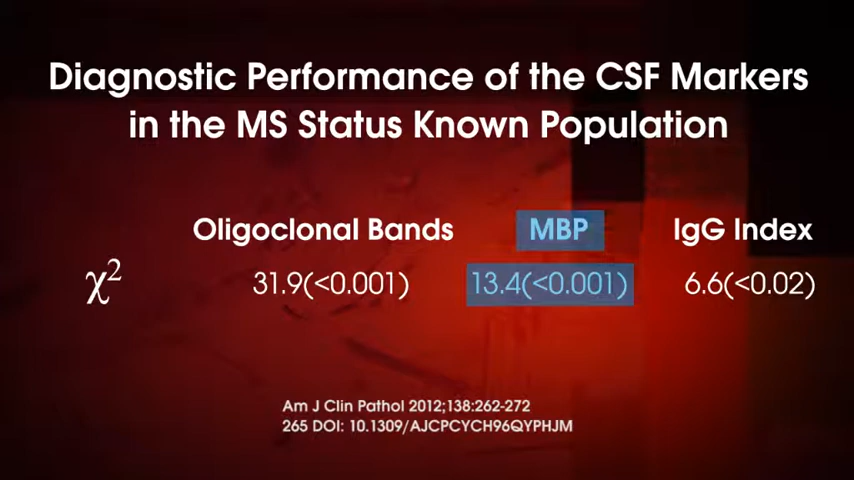 Diagnostic Performance of the CSF Markers
in the MS Status Known Population
Oligoclonal Bands MBP IgG Index
χ² 31.9(<0.001) 13.4(<0.001) 6.6(<0.02)
Am J Clin Pathol 2012;138:262-272
265 DOI: 10.1309/AJCPCYCH96QYPHJM